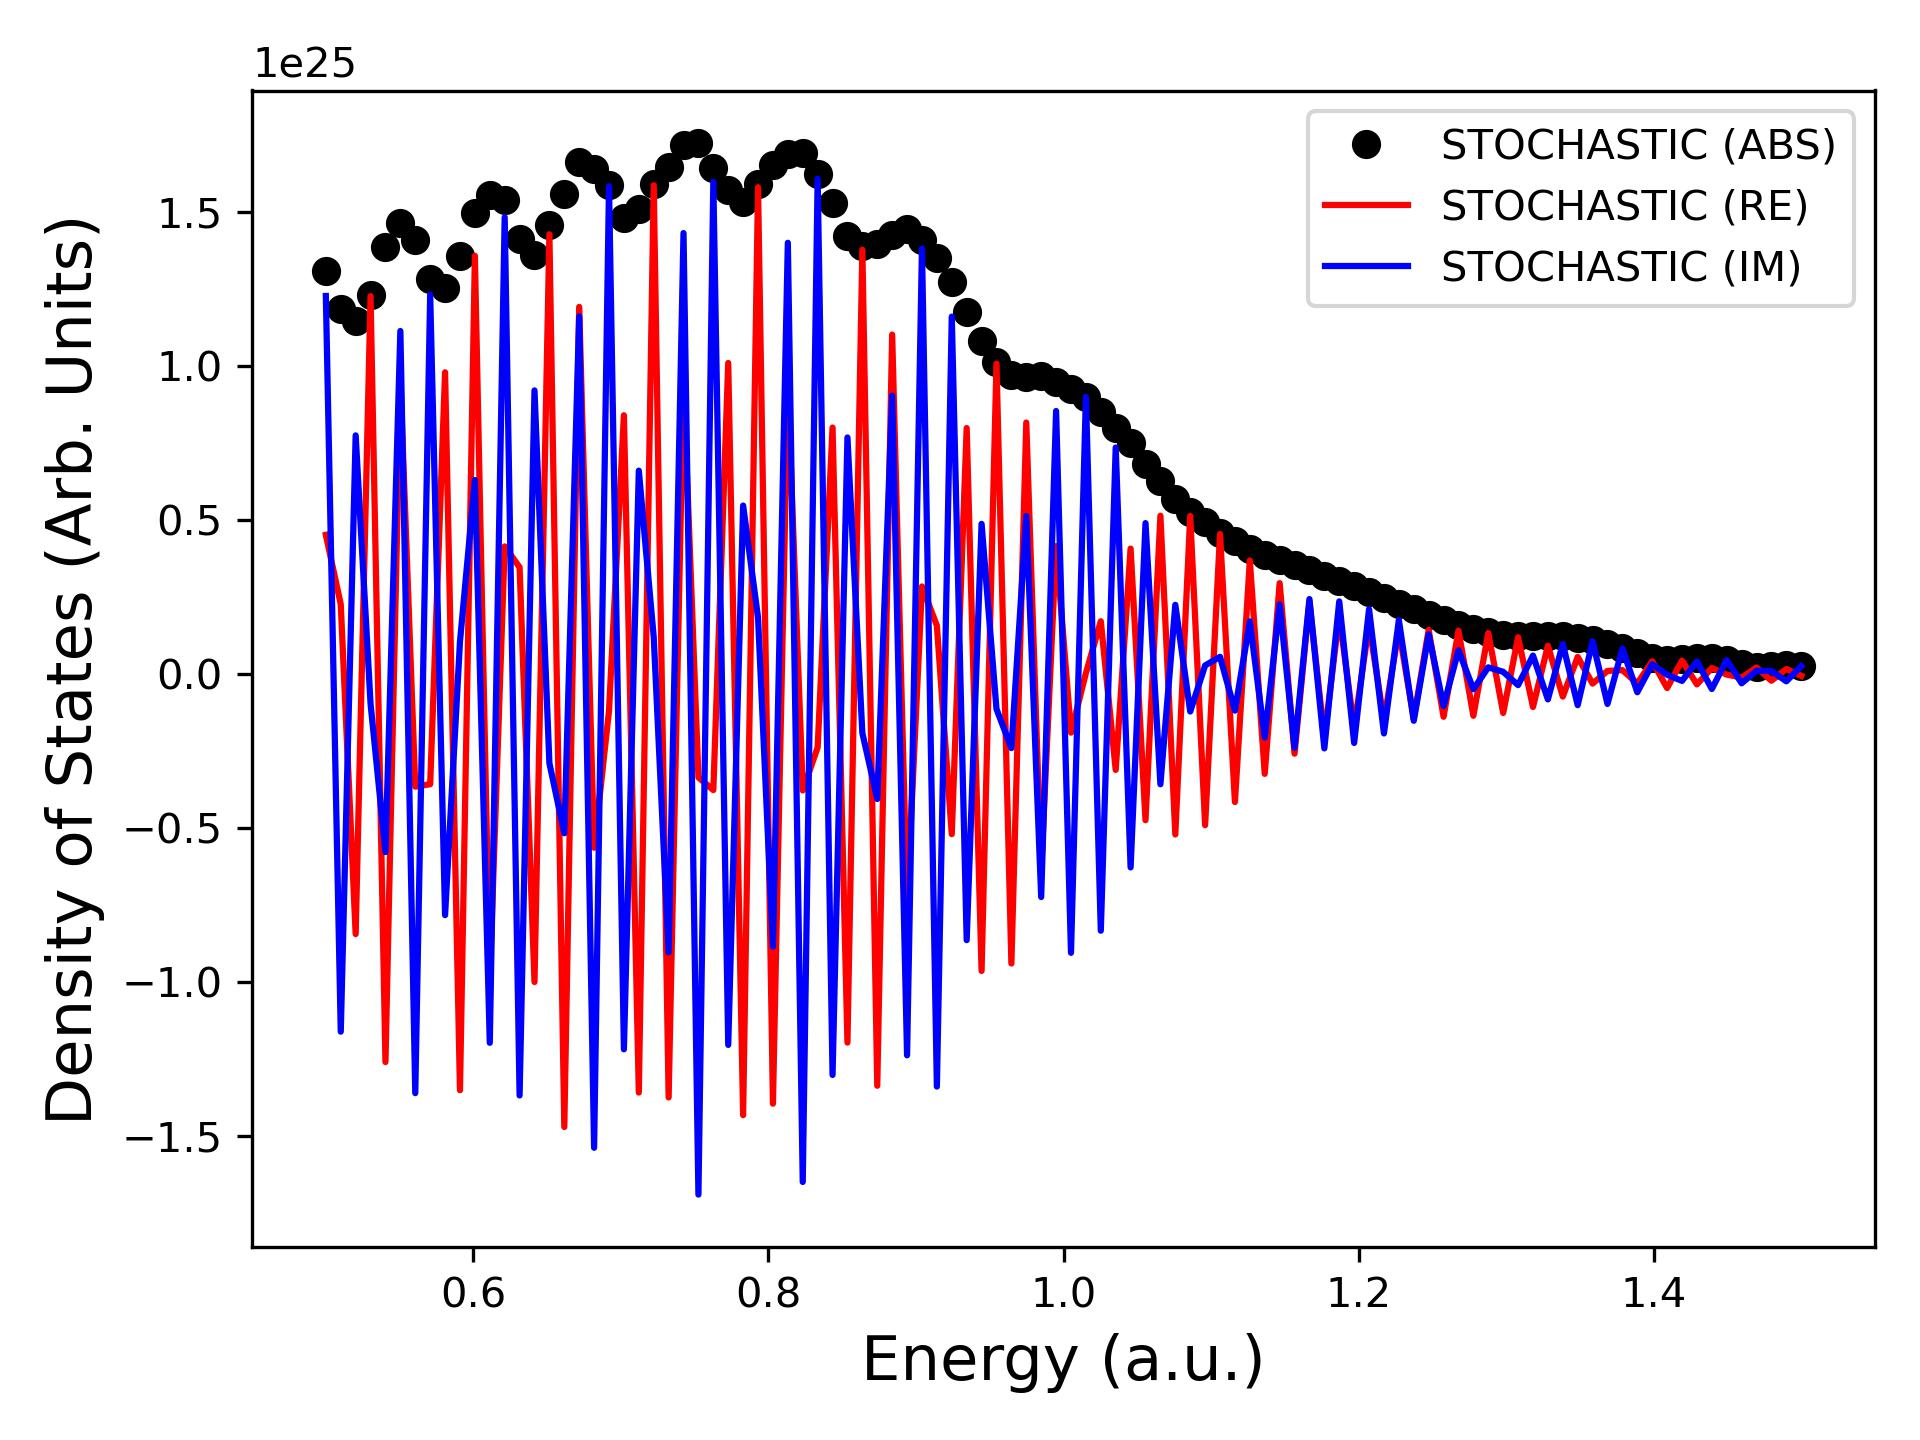 1e25
STOCHASTIC (ABS)
STOCHASTIC (RE)
STOCHASTIC (IM)
Density of States (Arb. Units)
1.5
1.0
0.5
0.0
−0.5
−1.0
−1.5
0.6 0.8 1.0 1.2 1.4
Energy (a.u.)